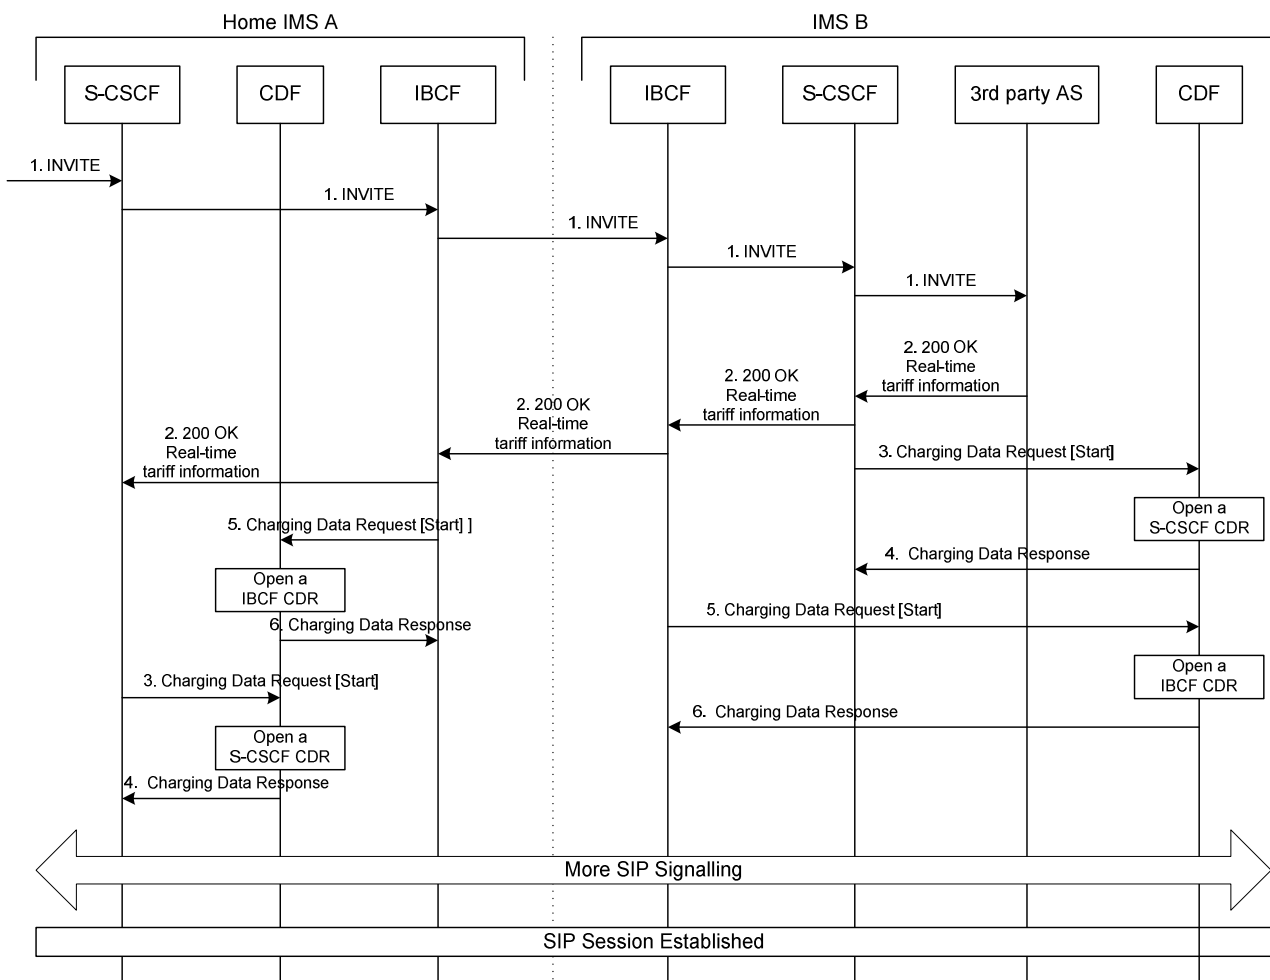 Home IMS A
IMS B
S-CSCF
CDF
IBCF
IBCF
S-CSCF
3rd party AS
CDF
1. INVITE
1. INVITE
1. INVITE
1. INVITE
1. INVITE
2. 200 OK
Real-time
tariff information
2. 200 OK
Real-time
tariff information
2. 200 OK
Real-time
tariff information
2. 200 OK
Real-time
tariff information
3. Charging Data Request [Start]
Open a
S-CSCF CDR
5. Charging Data Request [Start] ]
4. Charging Data Response
Open a
IBCF CDR
5. Charging Data Request [Start]
6. Charging Data Response
Open a
IBCF CDR
3. Charging Data Request [Start]
6. Charging Data Response
Open a
S-CSCF CDR
4. Charging Data Response
More SIP Signalling
SIP Session Established